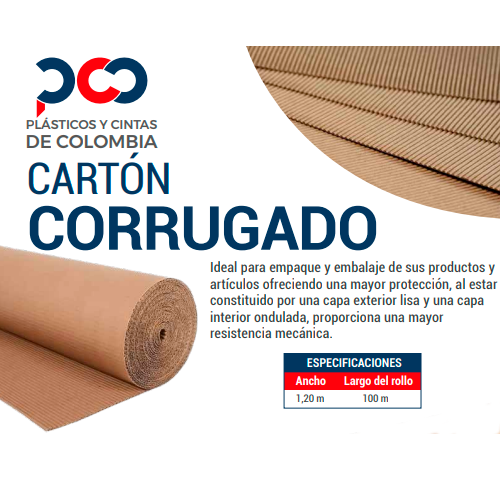 pco
PLÁSTICOS Y CINTAS
DE COLOMBIA
CARTÓN
CORRUGADO
Ideal para empaque y embalaje de sus productos y
artículos ofreciendo una mayor protección, al estar
constituido por una capa exterior lisa y una capa
interior ondulada, proporciona una mayor
resistencia mecánica.
ESPECIFICACIONES
Ancho Largo del rollo
1,20 m 100 m